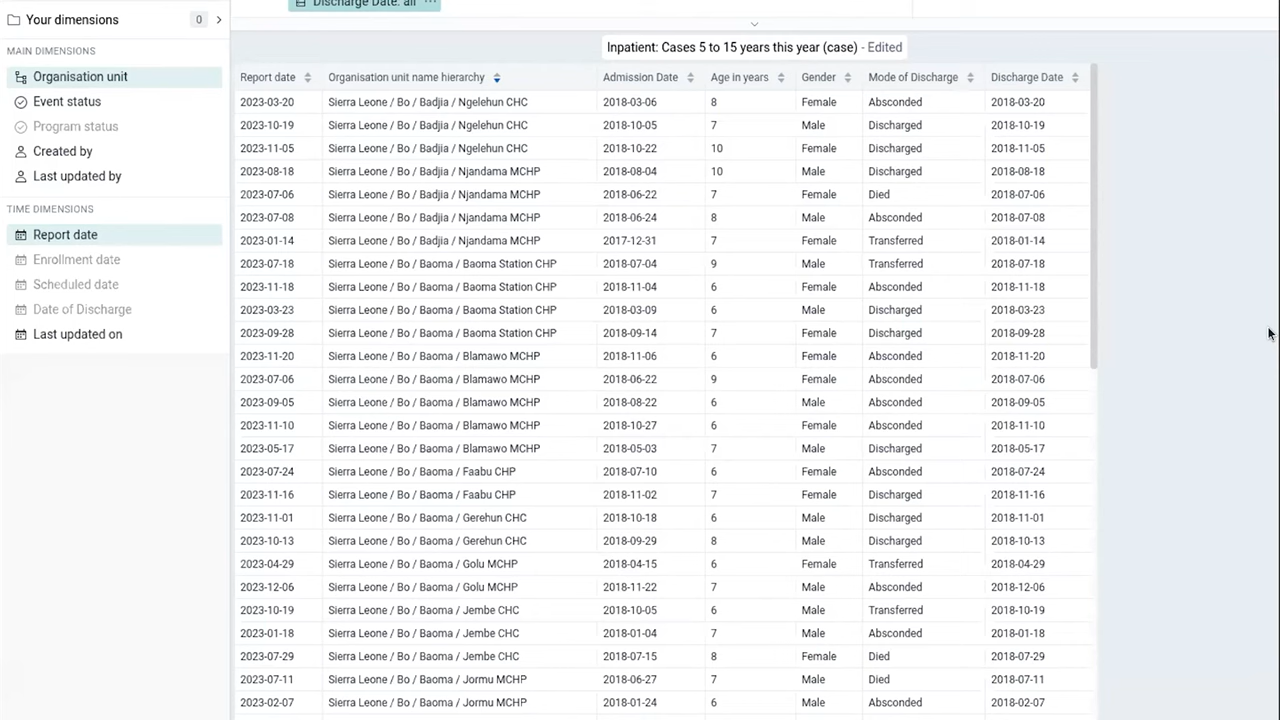 Discharge Date: all ···
Your dimensions 0
Inpatient: Cases 5 to 15 years this year (case) - Edited
MAIN DIMENSIONS
Organisation unit
Event status
Program status
Created by
Last updated by
TIME DIMENSIONS
Report date
Enrollment date
Scheduled date
Date of Discharge
Last updated on
Report date Organisation unit name hierarchy Admission Date Age in years Gender Mode of Discharge Discharge Date
2023-03-20 Sierra Leone / Bo / Badjia / Ngelehun CHC 2018-03-06 8 Female Absconded 2018-03-20
2023-10-19 Sierra Leone / Bo / Badjia / Ngelehun CHC 2018-10-05 7 Male Discharged 2018-10-19
2023-11-05 Sierra Leone / Bo / Badjia / Ngelehun CHC 2018-10-22 10 Female Discharged 2018-11-05
2023-08-18 Sierra Leone / Bo / Badjia / Njandama MCHP 2018-08-04 10 Male Discharged 2018-08-18
2023-07-06 Sierra Leone / Bo / Badjia / Njandama MCHP 2018-06-22 7 Female Died 2018-07-06
2023-07-08 Sierra Leone / Bo / Badjia / Njandama MCHP 2018-06-24 8 Male Absconded 2018-07-08
2023-01-14 Sierra Leone / Bo / Badjia / Njandama MCHP 2017-12-31 7 Female Transferred 2018-01-14
2023-07-18 Sierra Leone / Bo / Baoma / Baoma Station CHP 2018-07-04 9 Male Transferred 2018-07-18
2023-11-18 Sierra Leone / Bo / Baoma / Baoma Station CHP 2018-11-04 6 Female Absconded 2018-11-18
2023-03-23 Sierra Leone / Bo / Baoma / Baoma Station CHP 2018-03-09 6 Male Discharged 2018-03-23
2023-09-28 Sierra Leone / Bo / Baoma / Baoma Station CHP 2018-09-14 7 Female Discharged 2018-09-28
2023-11-20 Sierra Leone / Bo / Baoma / Blamawo MCHP 2018-11-06 6 Female Absconded 2018-11-20
2023-07-06 Sierra Leone / Bo / Baoma / Blamawo MCHP 2018-06-22 9 Female Absconded 2018-07-06
2023-09-05 Sierra Leone / Bo / Baoma / Blamawo MCHP 2018-08-22 6 Male Absconded 2018-09-05
2023-11-10 Sierra Leone / Bo / Baoma / Blamawo MCHP 2018-10-27 6 Female Absconded 2018-11-10
2023-05-17 Sierra Leone / Bo / Baoma / Blamawo MCHP 2018-05-03 7 Male Discharged 2018-05-17
2023-07-24 Sierra Leone / Bo / Baoma / Faabu CHP 2018-07-10 6 Female Absconded 2018-07-24
2023-11-16 Sierra Leone / Bo / Baoma / Faabu CHP 2018-11-02 7 Female Discharged 2018-11-16
2023-11-01 Sierra Leone / Bo / Baoma / Gerehun CHC 2018-10-18 6 Male Discharged 2018-11-01
2023-10-13 Sierra Leone / Bo / Baoma / Gerehun CHC 2018-09-29 8 Male Discharged 2018-10-13
2023-04-29 Sierra Leone / Bo / Baoma / Golu MCHP 2018-04-15 6 Female Transferred 2018-04-29
2023-12-06 Sierra Leone / Bo / Baoma / Golu MCHP 2018-11-22 7 Male Absconded 2018-12-06
2023-10-19 Sierra Leone / Bo / Baoma / Jembe CHC 2018-10-05 6 Male Transferred 2018-10-19
2023-01-18 Sierra Leone / Bo / Baoma / Jembe CHC 2018-01-04 7 Male Absconded 2018-01-18
2023-07-29 Sierra Leone / Bo / Baoma / Jembe CHC 2018-07-15 8 Female Died 2018-07-29
2023-07-11 Sierra Leone / Bo / Baoma / Jormu MCHP 2018-06-27 7 Male Died 2018-07-11
2023-02-07 Sierra Leone / Bo / Baoma / Jormu MCHP 2018-01-24 6 Male Absconded 2018-02-07